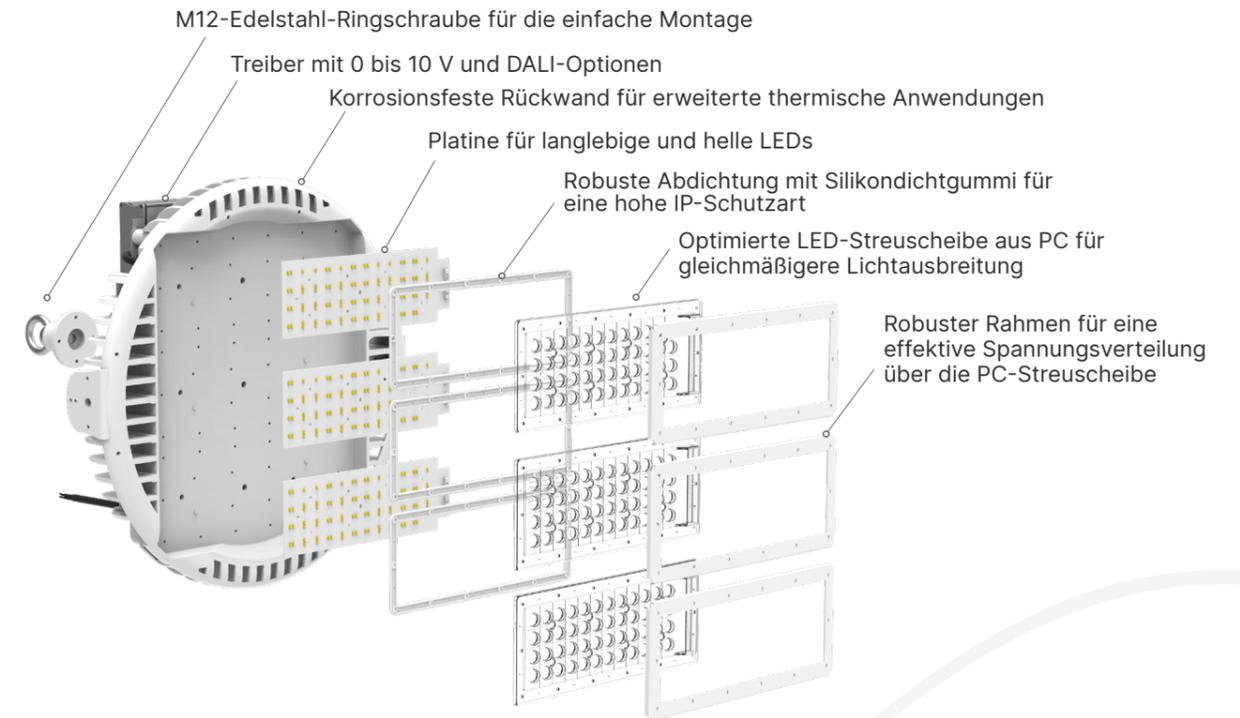 M12-Edelstahl-Ringschraube für die einfache Montage
Treiber mit 0 bis 10 V und DALI-Optionen
Korrosionsfeste Rückwand für erweiterte thermische Anwendungen
Platine für langlebige und helle LEDs
Robuste Abdichtung mit Silikondichtgummi für
eine hohe IP-Schutzart
Optimierte LED-Streuscheibe aus PC für
gleichmäßigere Lichtausbreitung
Robuster Rahmen für eine
effektive Spannungsverteilung
über die PC-Streuscheibe